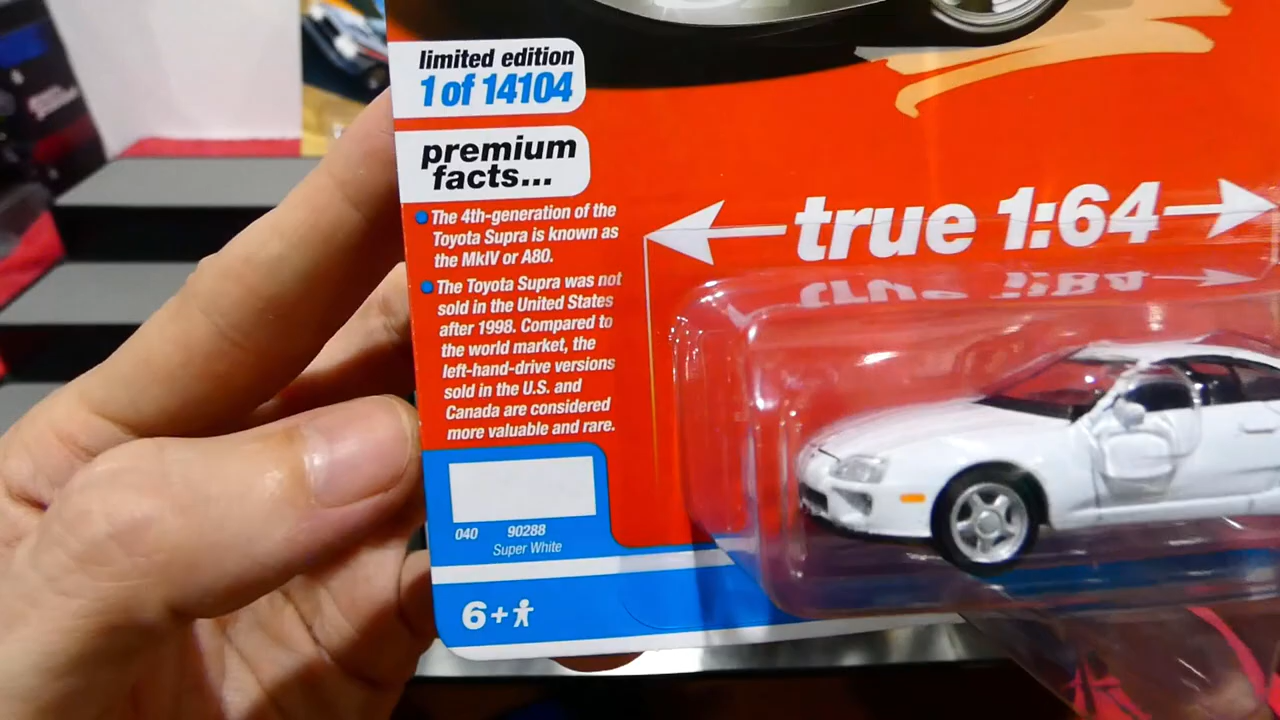 limited edition
1 of 14104
premium
facts...
The 4th-generation of the
Toyota Supra is known as
the MkIV or A80.
The Toyota Supra was not
sold in the United States
after 1998. Compared to
the world market, the
left-hand-drive versions
sold in the U.S. and
Canada are considered
more valuable and rare.
true 1:64
040 90288
Super White
6+